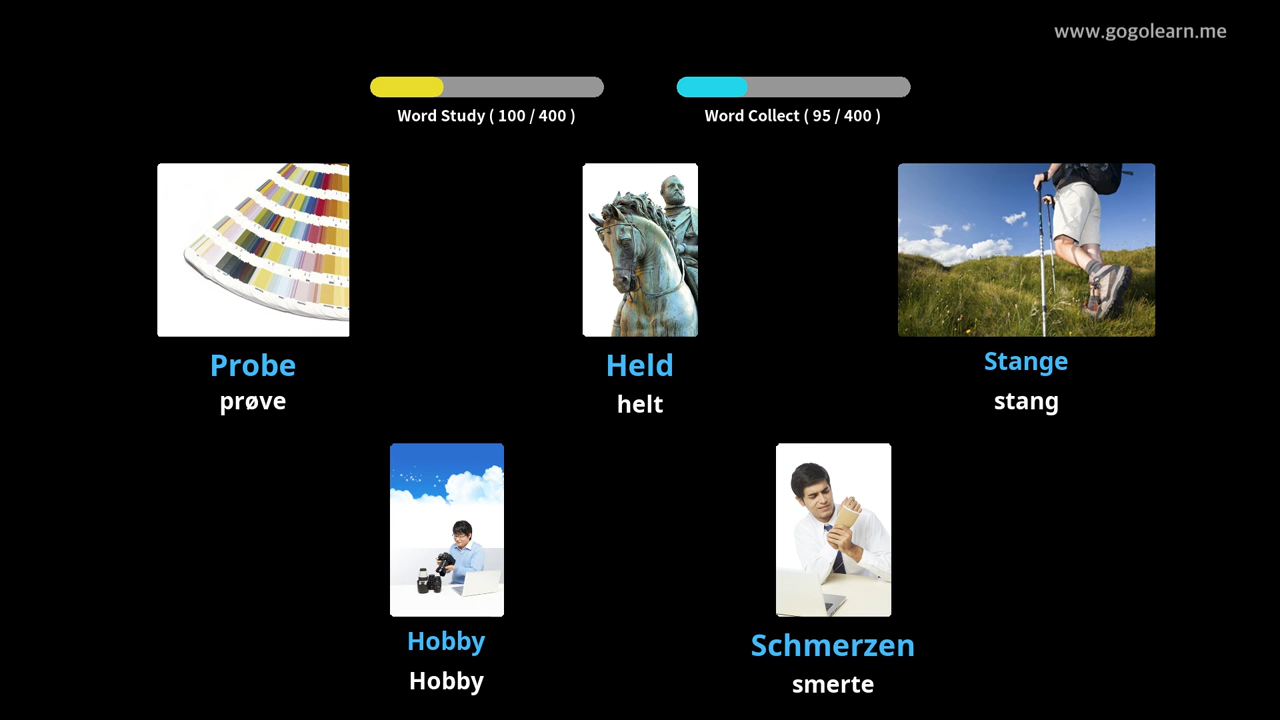 www.gogolearn.me
Word Study ( 100 / 400 )
Word Collect ( 95 / 400 )
Probe
prøve
Held
helt
Stange
stang
Hobby
Hobby
Schmerzen
smerte